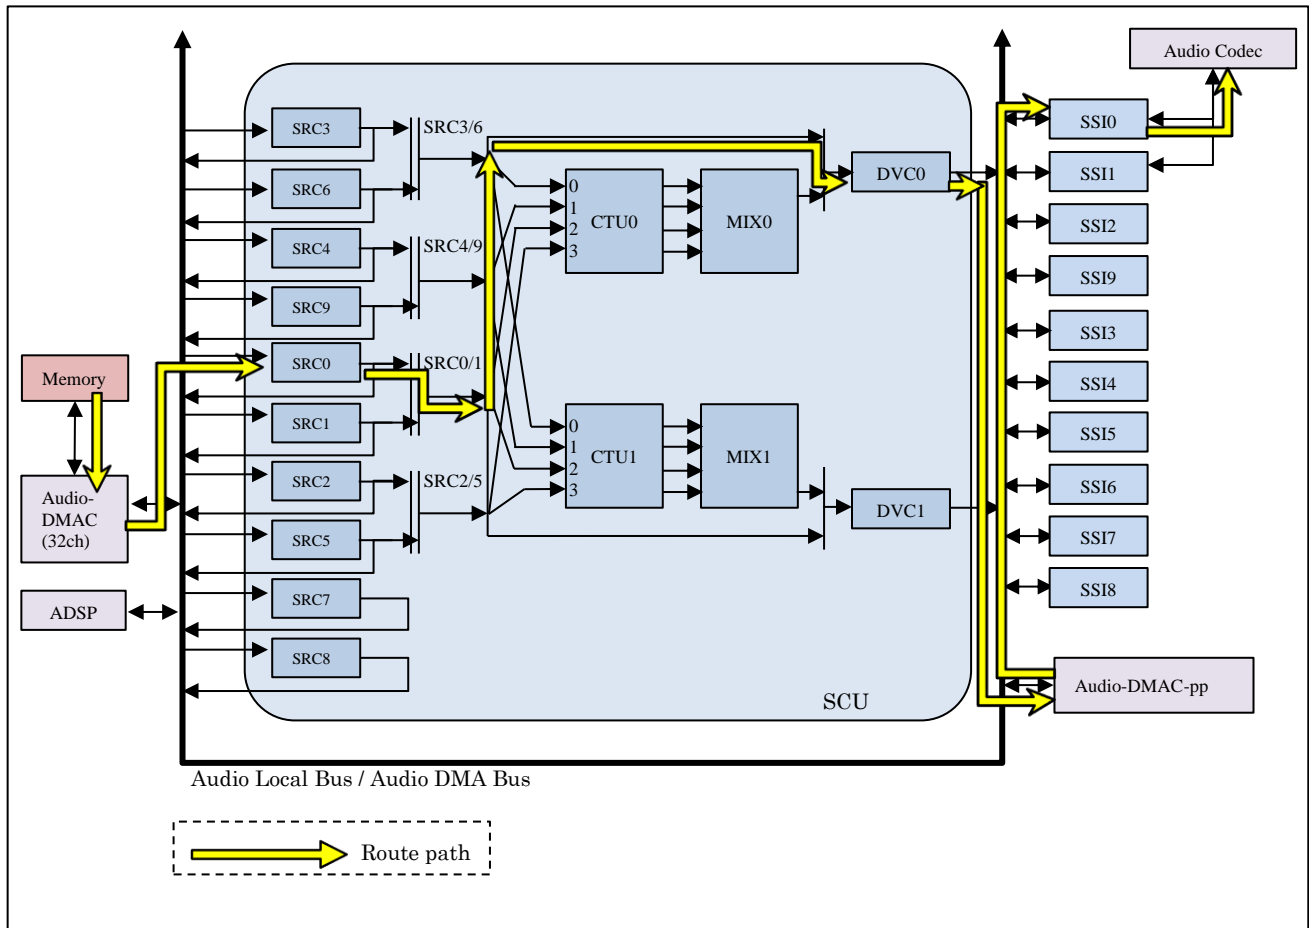 Audio Codec
SRC3
SRC3/6
SSI0
SRC6
CTU0
0
1
2
3
MIX0
DVC0
SSI1
SSI2
SRC4
SRC4/9
SSI9
SRC9
SSI3
Memory
SRC0
SRC0/1
SSI4
SRC1
CTU1
0
1
2
3
MIX1
SSI5
SRC2
SRC2/5
SSI6
Audio-
DMAC
(32ch)
DVC1
SRC5
SSI7
SSI8
ADSP
SRC7
SRC8
Audio-DMAC-pp
SCU
Audio Local Bus / Audio DMA Bus
Route path